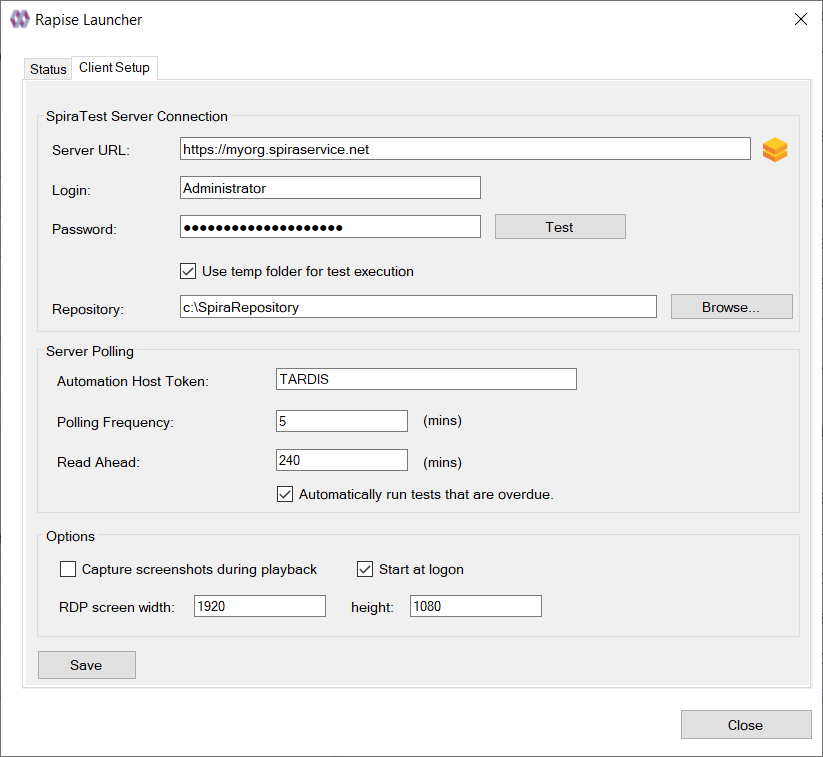 Rapise Launcher
Status
Client Setup
SpiraTest Server Connection
Server URL: https://myorg.spiraservice.net
Login: Administrator
Password: ●●●●●●●●●●●●●●●●●●●● Test
Use temp folder for test execution
Repository: c:\SpiraRepository Browse...
Server Polling
Automation Host Token: TARDIS
Polling Frequency: 5 (mins)
Read Ahead: 240 (mins)
Automatically run tests that are overdue.
Options
Capture screenshots during playback Start at logon
RDP screen width: 1920 height: 1080
Save
Close